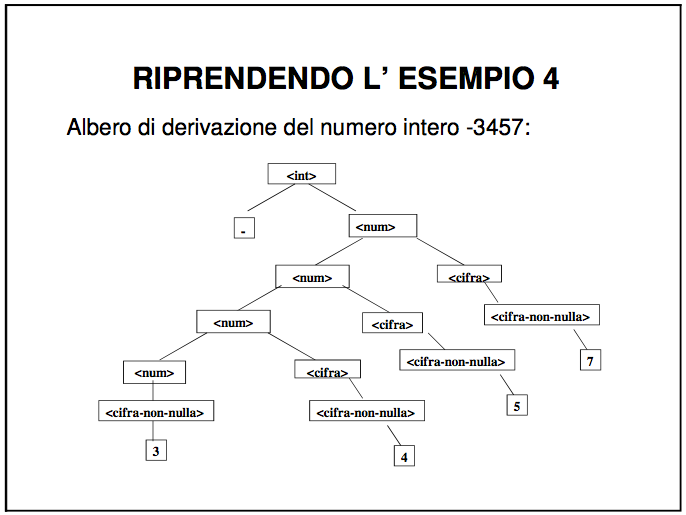 RIPRENDENDO L' ESEMPIO 4
Albero di derivazione del numero intero -3457:
<int>
-
<num>
<num>
<cifra>
<num>
<cifra>
<cifra-non-nulla>
<num>
<cifra>
<cifra-non-nulla>
7
<cifra-non-nulla>
<cifra-non-nulla>
5
3
4